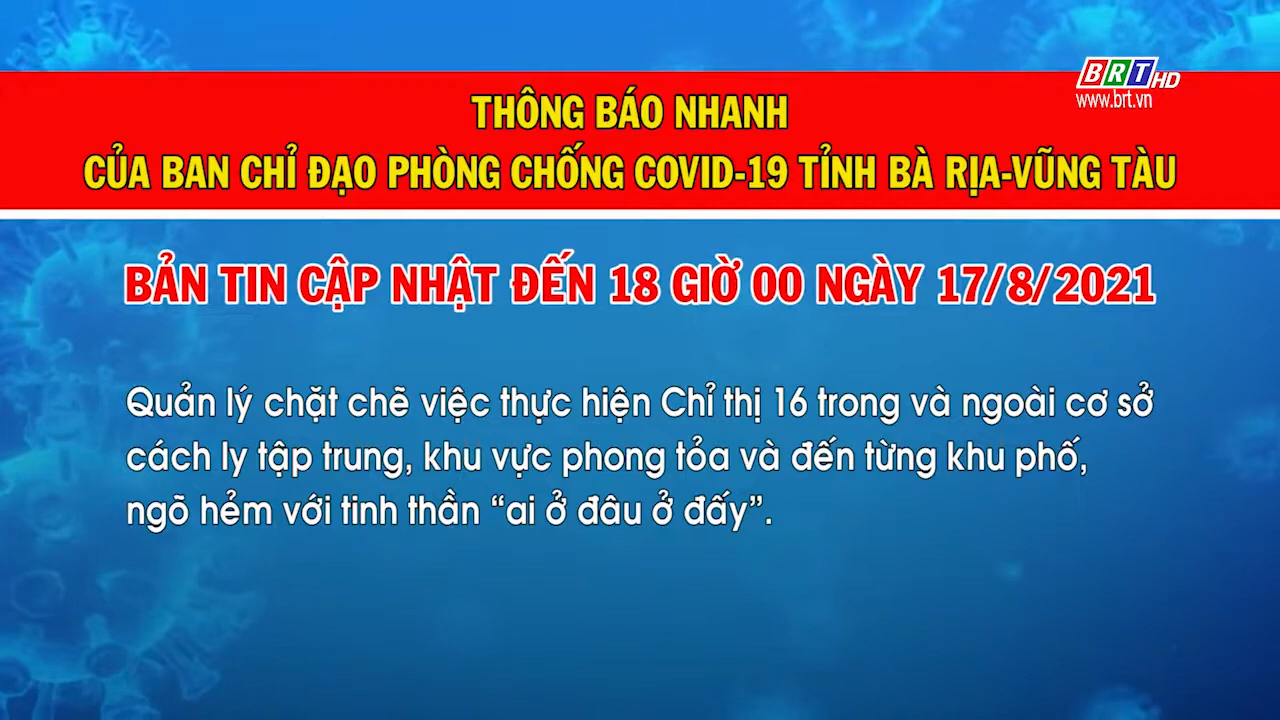 BRT HD
www.brt.vn
THÔNG BÁO NHANH
CỦA BAN CHỈ ĐẠO PHÒNG CHỐNG COVID-19 TỈNH BÀ RỊA-VŨNG TÀU
BẢN TIN CẬP NHẬT ĐẾN 18 GIỜ 00 NGÀY 17/8/2021
Quản lý chặt chẽ việc thực hiện Chỉ thị 16 trong và ngoài cơ sở
cách ly tập trung, khu vực phong tỏa và đến từng khu phố,
ngõ hẻm với tinh thần “ai ở đâu ở đấy”.